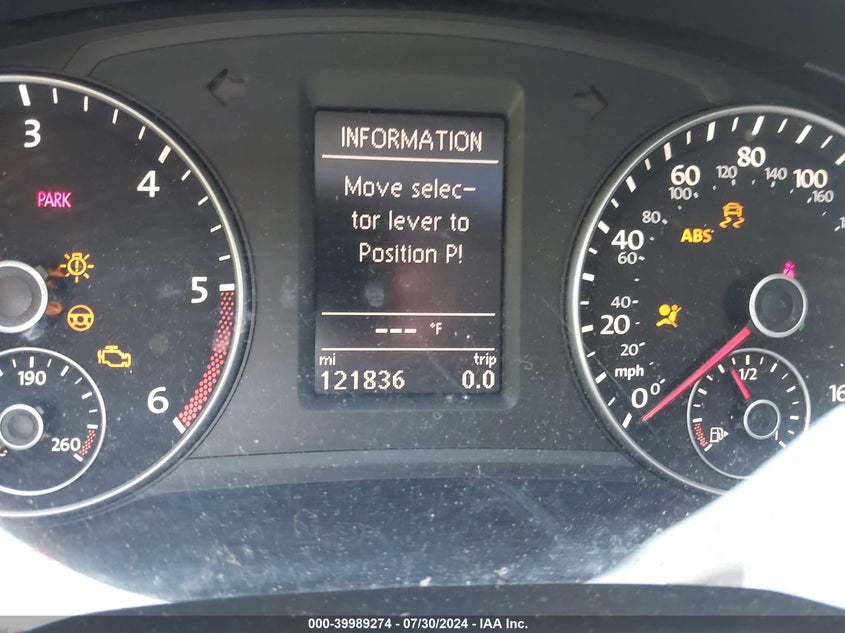 3
4
5
6
PARK
190
260
INFORMATION
Move selec-
tor lever to
Position P!
--- °F
mi trip
121836 0.0
0 20 40 60 80 100
20 40 60 80 100 120 140 160
mph
ABS
1/2
000-39989274 - 07/30/2024 - IAA Inc.